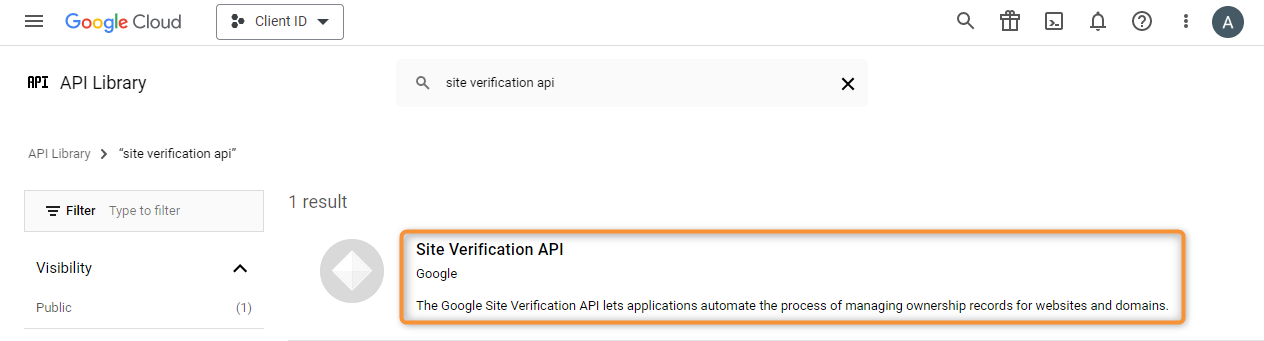 Google Cloud
Client ID
A
API API Library
site verification api
API Library > “site verification api”
Filter Type to filter
1 result
Site Verification API
Google
The Google Site Verification API lets applications automate the process of managing ownership records for websites and domains.
Visibility
Public (1)